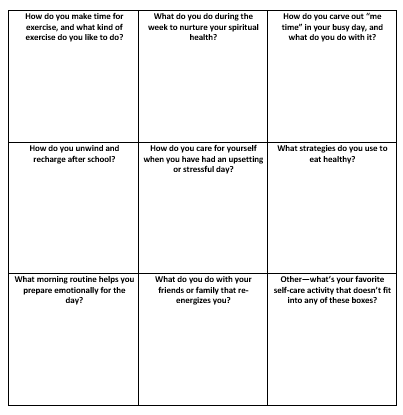 How do you make time for
exercise, and what kind of
exercise do you like to do?
What do you do during the
week to nurture your spiritual
health?
How do you carve out “me
time” in your busy day, and
what do you do with it?
How do you unwind and
recharge after school?
How do you care for yourself
when you have had an upsetting
or stressful day?
What strategies do you use to
eat healthy?
What morning routine helps you
prepare emotionally for the
day?
What do you do with your
friends or family that re-
energizes you?
Other—what’s your favorite
self-care activity that doesn’t fit
into any of these boxes?